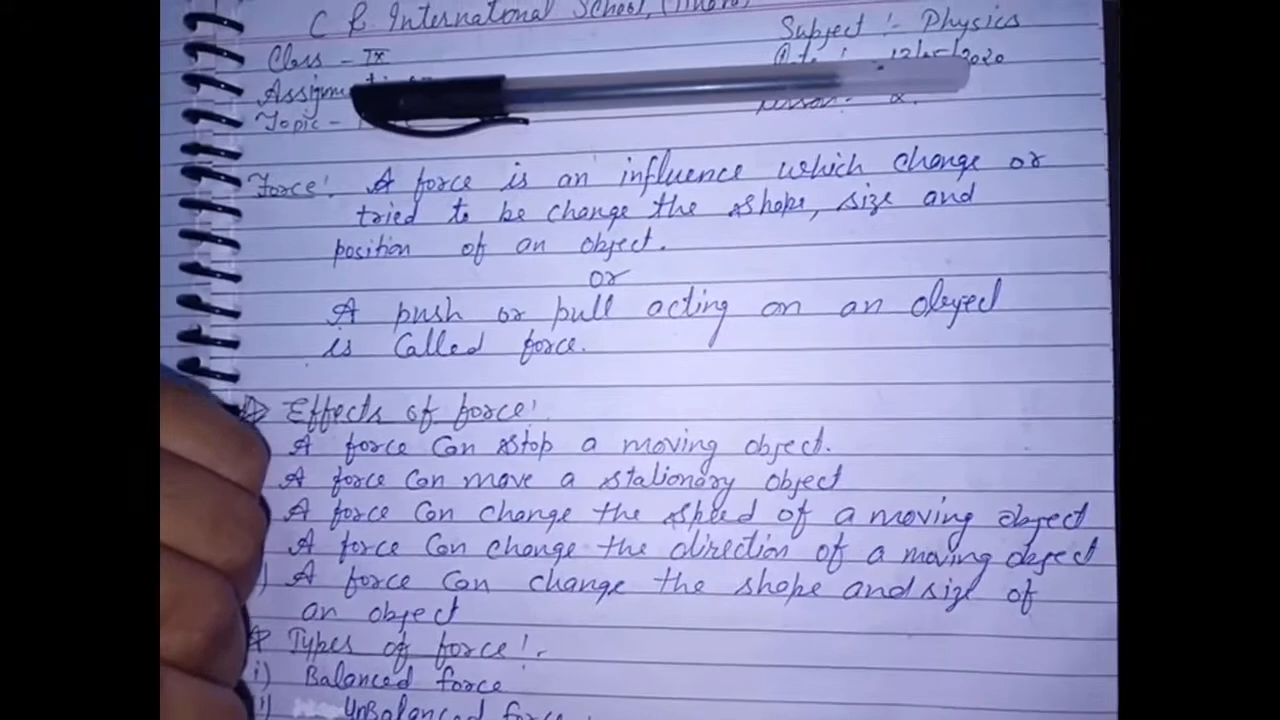 C R International School,
Subject :- Physics
Class - IX
2020
Topic -
Force: A force is an influence which change or
tried to be change the shape, size and
position of an object.
or
A push or pull acting on an object
is called force.
Effects of force:
A force can stop a moving object.
A force can move a stationary object
A force can change the speed of a moving object
A force can change the direction of a moving object
) A force can change the shape and size of
an object
Types of force :-
i) Balanced force
ii) UnBalanced force